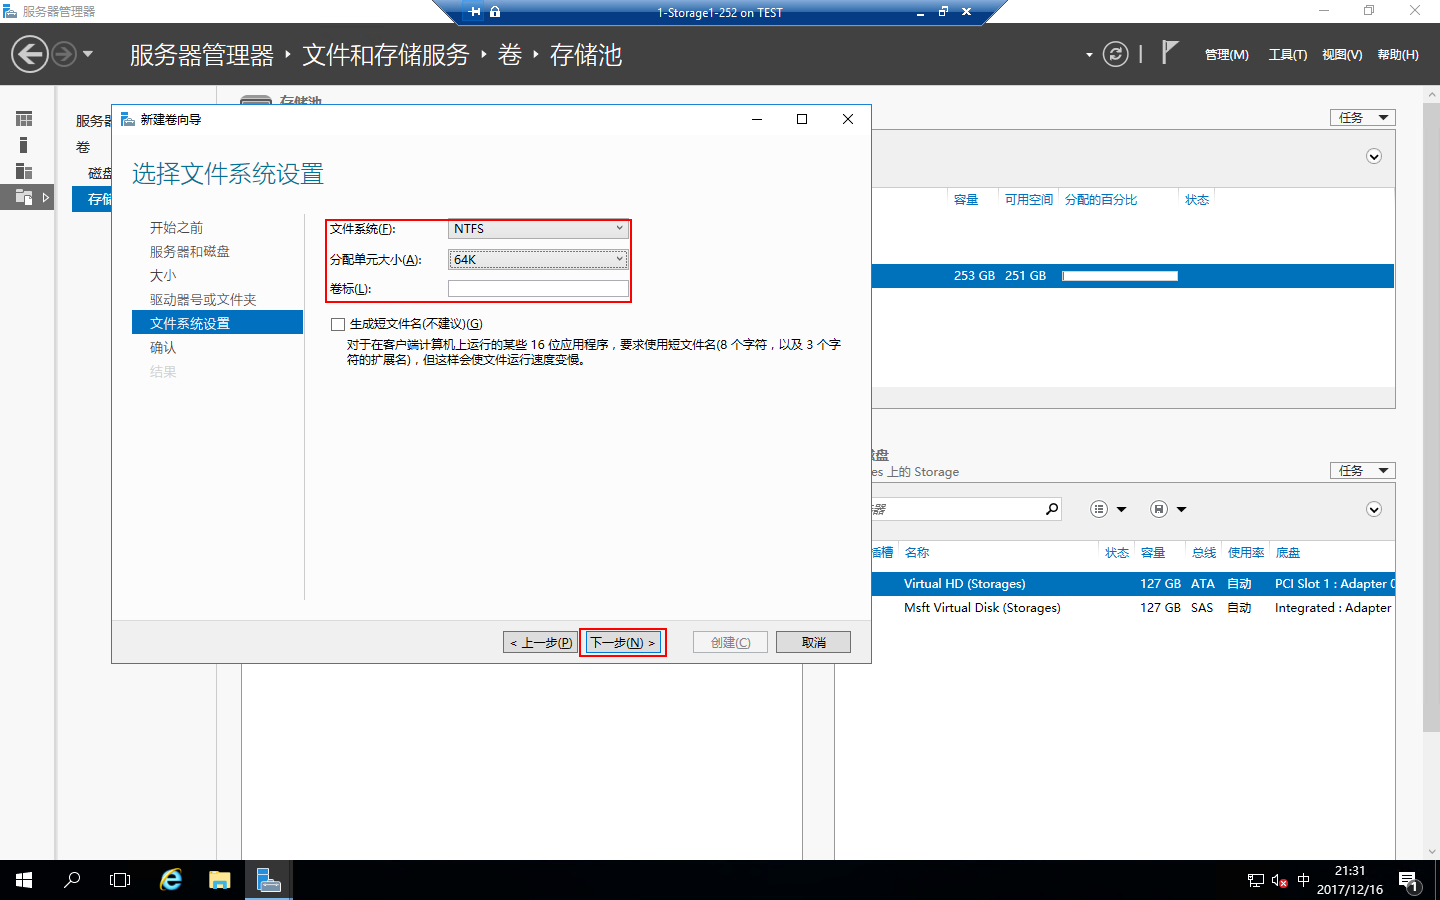 服务器管理器
1-Storage1-252 on TEST
服务器管理器 文件和存储服务 卷 存储池
管理(M) 工具(T) 视图(V) 帮助(H)
存储池
服务器
卷
磁盘
任务
新建卷向导
选择文件系统设置
开始之前
服务器和磁盘
大小
驱动器号或文件夹
文件系统设置
确认
结果
文件系统(F): NTFS
分配单元大小(A): 64K
卷标(L):
生成短文件名(不建议)(G)
对于在客户端计算机上运行的某些 16 位应用程序，要求使用短文件名(8 个字符，以及 3 个字
符的扩展名)，但这样会使文件运行速度变慢。
< 上一步(P) 下一步(N) > 创建(C) 取消
容量 可用空间 分配的百分比 状态
253 GB 251 GB
盘
es 上的 Storage
任务
器
插槽 名称 状态 容量 总线 使用率 底盘
Virtual HD (Storages) 127 GB ATA 自动 PCI Slot 1 : Adapter
Msft Virtual Disk (Storages) 127 GB SAS 自动 Integrated : Adapter
中
21:31
2017/12/16
1